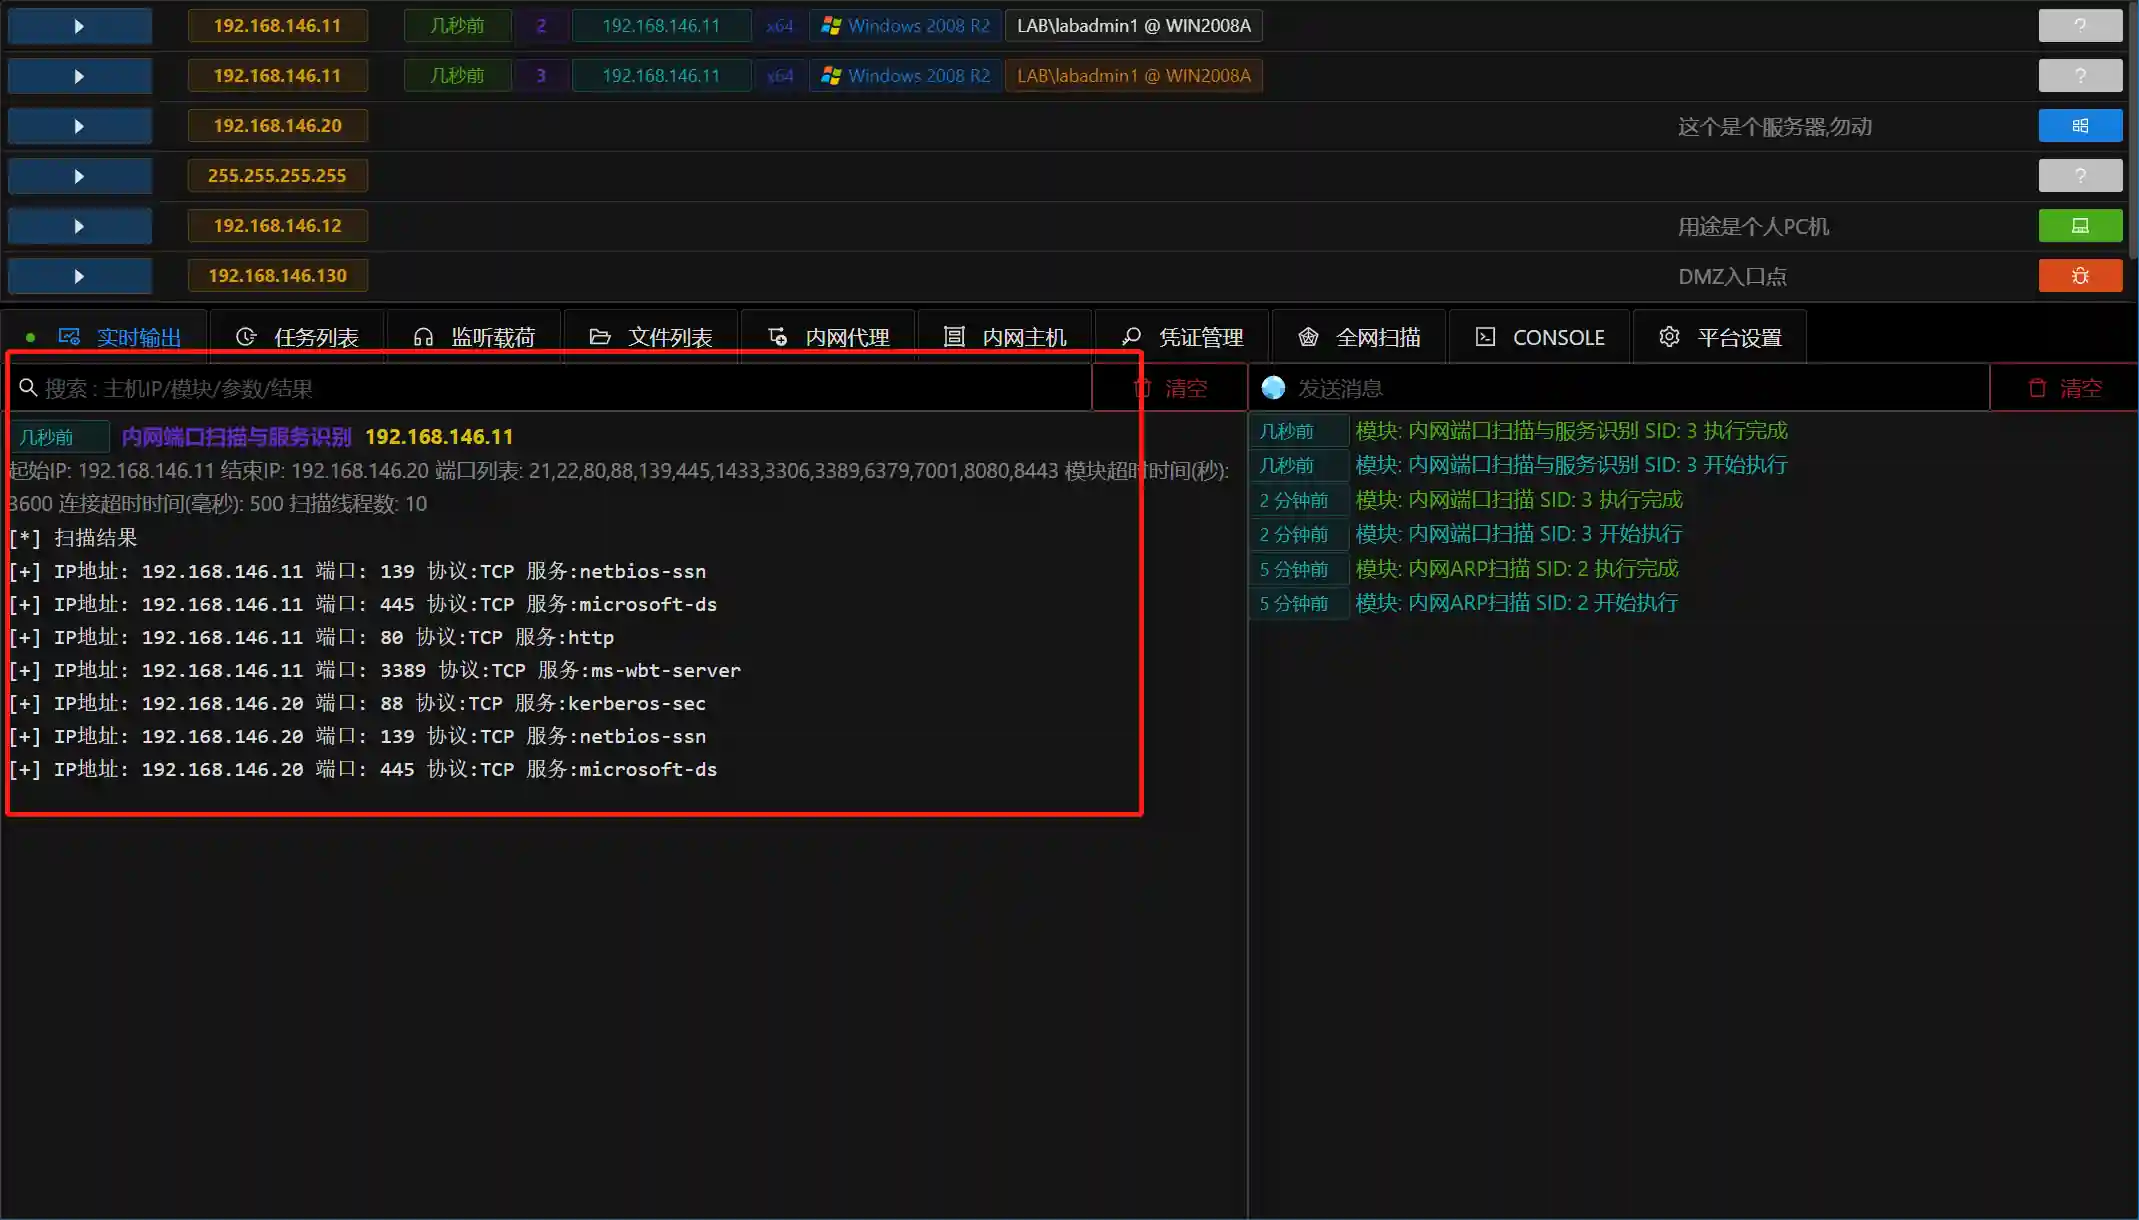 192.168.146.11 几秒前 2 192.168.146.11 x64 Windows 2008 R2 LAB\labadmin1 @ WIN2008A ?
192.168.146.11 几秒前 3 192.168.146.11 x64 Windows 2008 R2 LAB\labadmin1 @ WIN2008A ?
192.168.146.20 这个是个服务器,勿动
255.255.255.255 ?
192.168.146.12 用途是个人PC机
192.168.146.130 DMZ入口点
实时输出 任务列表 监听载荷 文件列表 内网代理 内网主机 凭证管理 全网扫描 CONSOLE 平台设置
搜索 : 主机IP/模块/参数/结果 清空
几秒前 内网端口扫描与服务识别 192.168.146.11
起始IP: 192.168.146.11 结束IP: 192.168.146.20 端口列表: 21,22,80,88,139,445,1433,3306,3389,6379,7001,8080,8443 模块超时时间(秒):
3600 连接超时时间(毫秒): 500 扫描线程数: 10
[*] 扫描结果
[+] IP地址: 192.168.146.11 端口: 139 协议:TCP 服务:netbios-ssn
[+] IP地址: 192.168.146.11 端口: 445 协议:TCP 服务:microsoft-ds
[+] IP地址: 192.168.146.11 端口: 80 协议:TCP 服务:http
[+] IP地址: 192.168.146.11 端口: 3389 协议:TCP 服务:ms-wbt-server
[+] IP地址: 192.168.146.20 端口: 88 协议:TCP 服务:kerberos-sec
[+] IP地址: 192.168.146.20 端口: 139 协议:TCP 服务:netbios-ssn
[+] IP地址: 192.168.146.20 端口: 445 协议:TCP 服务:microsoft-ds
发送消息 清空
几秒前 模块: 内网端口扫描与服务识别 SID: 3 执行完成
几秒前 模块: 内网端口扫描与服务识别 SID: 3 开始执行
2 分钟前 模块: 内网端口扫描 SID: 3 执行完成
2 分钟前 模块: 内网端口扫描 SID: 3 开始执行
5 分钟前 模块: 内网ARP扫描 SID: 2 执行完成
5 分钟前 模块: 内网ARP扫描 SID: 2 开始执行